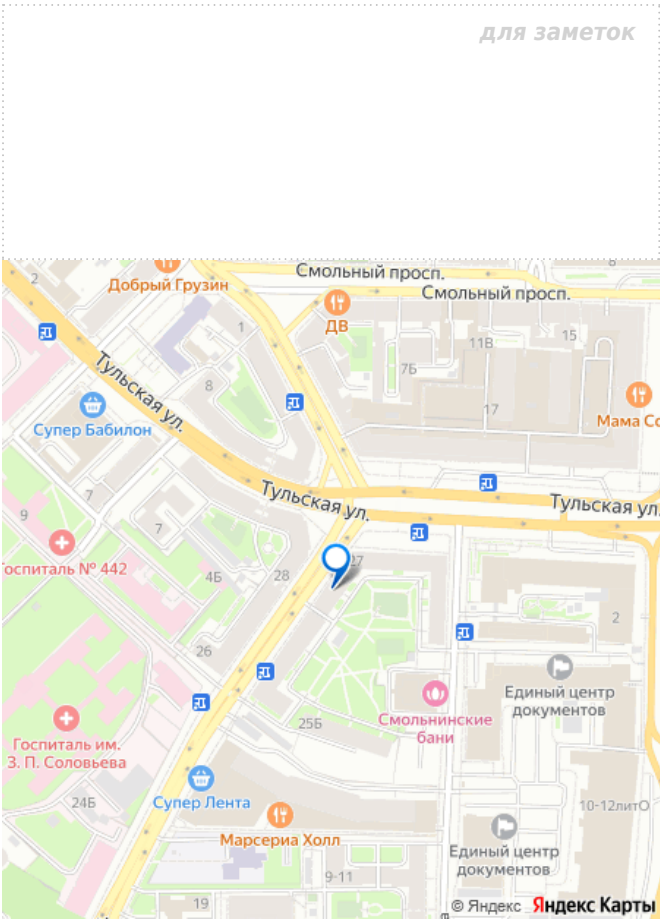 для заметок
8
Смольный просп.
2
Добрый Грузин
Смольный просп.
1
ДВ
15
11В
Тульская ул.
7Б
8
17
Мама Со
Супер Бабилон
7
Тульская ул.
Тульская ул.
9
7
27
Госпиталь № 442
4Б
28
2
26
Единый центр
документов
Смольнинские
бани
25Б
Госпиталь им.
З. П. Соловьева
24Б
Супер Лента
10-12литО
Марсериа Холл
Единый центр
документов
9-11
19
© Яндекс Яндекс Карты